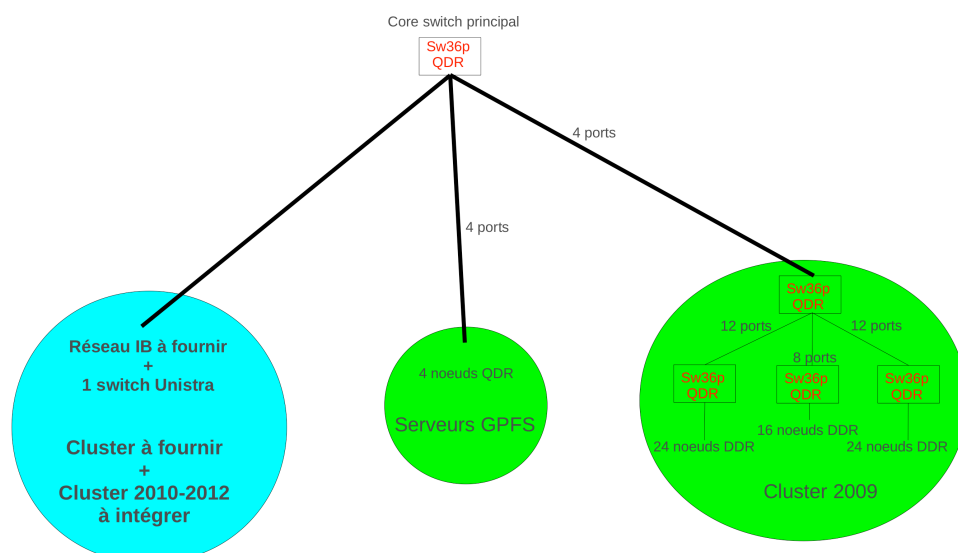 Core switch principal
Sw36p
QDR
4 ports
4 ports
Réseau IB à fournir
+
1 switch Unistra
Cluster à fournir
+
Cluster 2010-2012
à intégrer
4 noeuds QDR
Serveurs GPFS
Sw36p
QDR
12 ports
12 ports
8 ports
Sw36p
QDR
Sw36p
QDR
Sw36p
QDR
24 noeuds DDR
16 noeuds DDR
24 noeuds DDR
Cluster 2009